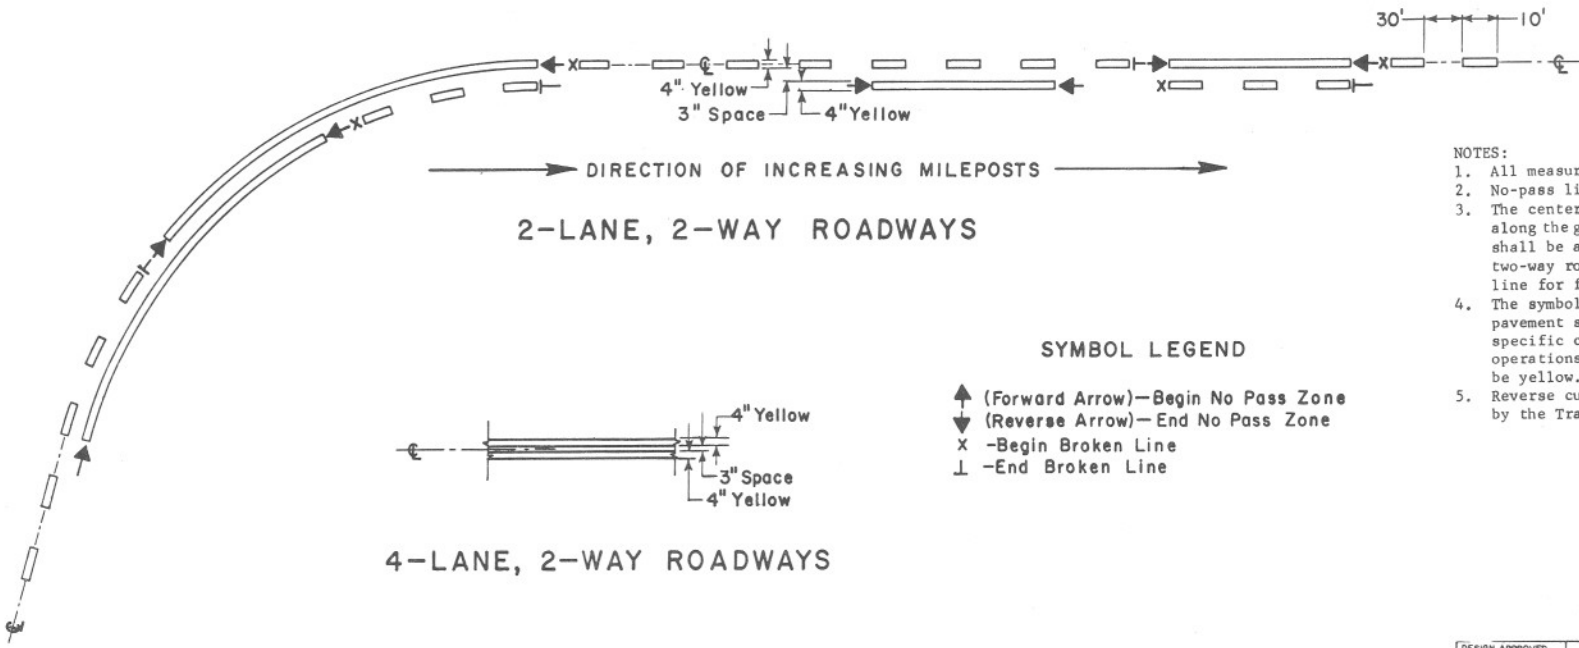 30' 10'
℄ ℄
4" Yellow
3" Space 4" Yellow
DIRECTION OF INCREASING MILEPOSTS
2-LANE, 2-WAY ROADWAYS
NOTES:
1. All measur
2. No-pass li
3. The center
along the g
shall be a
two-way ro
line for f
4. The symbol
pavement s
specific o
operations
be yellow.
5. Reverse cu
by the Tra
SYMBOL LEGEND
(Forward Arrow)—Begin No Pass Zone
(Reverse Arrow)—End No Pass Zone
X -Begin Broken Line
⊥ -End Broken Line
4" Yellow
℄
3" Space
4" Yellow
4-LANE, 2-WAY ROADWAYS
℄
DESIGN APPROVED